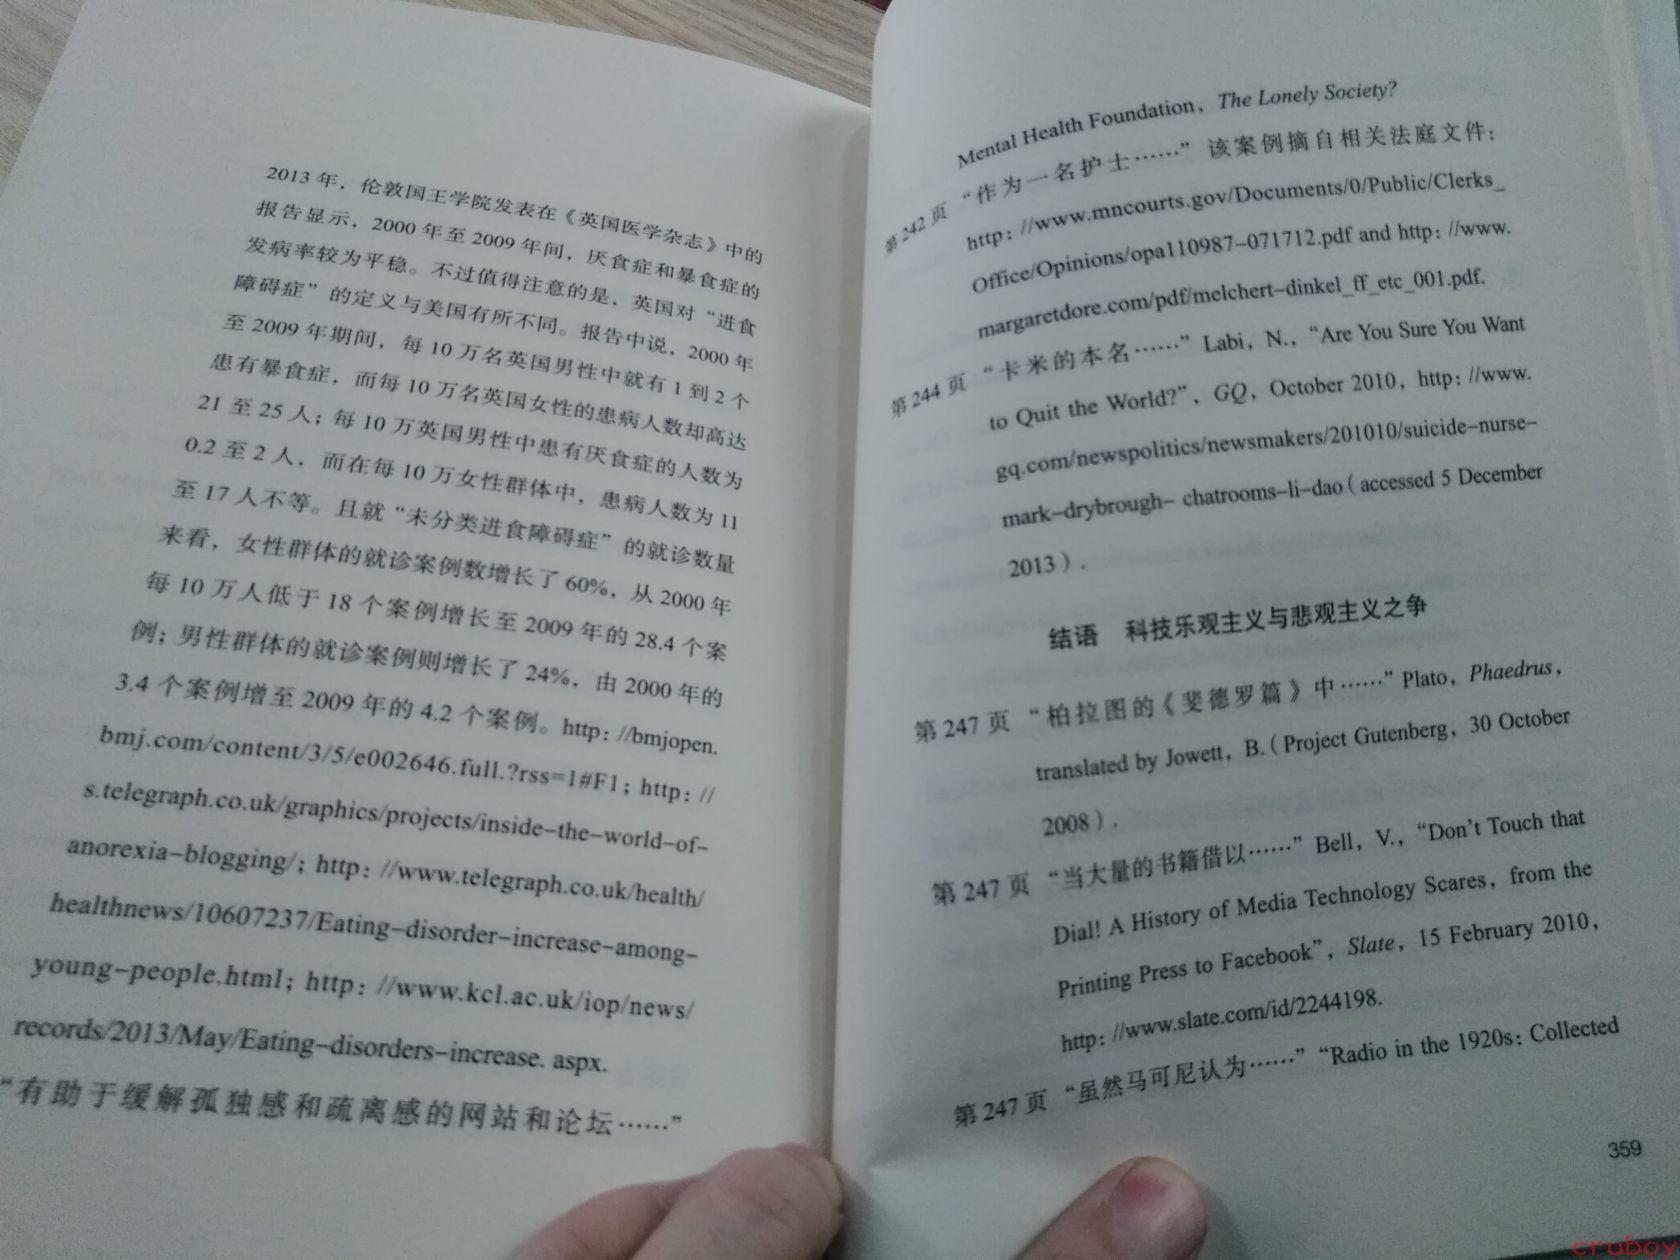 2013 年，伦敦国王学院发表在《英国医学杂志》中的
报告显示，2000 年至 2009 年间，厌食症和暴食症的
发病率较为平稳。不过值得注意的是，英国对“进食
障碍症”的定义与美国有所不同。报告中说，2000 年
至 2009 年期间，每 10 万名英国男性中就有 1 到 2 个
患有暴食症，而每 10 万名英国女性的患病人数却高达
21 至 25 人；每 10 万英国男性中患有厌食症的人数为
0.2 至 2 人，而在每 10 万女性群体中，患病人数为 11
至 17 人不等。且就“未分类进食障碍症”的就诊数量
来看，女性群体的就诊案例数增长了 60%，从 2000 年
每 10 万人低于 18 个案例增长至 2009 年的 28.4 个案
例；男性群体的就诊案例则增长了 24%，由 2000 年的
3.4 个案例增至 2009 年的 4.2 个案例。http: //bmjopen.
bmj.com/content/3/5/e002646.full.?rss=1#F1；http: //
s.telegraph.co.uk/graphics/projects/inside-the-world-of-
anorexia-blogging/；http: //www.telegraph.co.uk/health/
healthnews/10607237/Eating-disorder-increase-among-
young-people.html；http: //www.kcl.ac.uk/iop/news/
records/2013/May/Eating-disorders-increase. aspx.
“有助于缓解孤独感和疏离感的网站和论坛……”
Mental Health Foundation，The Lonely Society?
第 242 页 “作为一名护士……” 该案例摘自相关法庭文件：
http: //www.mncourts.gov/Documents/0/Public/Clerks_
Office/Opinions/opa110987-071712.pdf and http: //www.
margaretdore.com/pdf/melchert-dinkel_ff_etc_001.pdf.
第 244 页 “卡米的本名……” Labi，N.，“Are You Sure You Want
to Quit the World?”，GQ，October 2010，http: //www.
gq.com/newspolitics/newsmakers/201010/suicide-nurse-
mark-drybrough- chatrooms-li-dao（accessed 5 December
2013）.
结语 科技乐观主义与悲观主义之争
第 247 页 “柏拉图的《斐德罗篇》中……” Plato，Phaedrus，
translated by Jowett，B.（Project Gutenberg，30 October
2008）.
第 247 页 “当大量的书籍借以……” Bell，V.，“Don't Touch that
Dial! A History of Media Technology Scares，from the
Printing Press to Facebook”，Slate，15 February 2010，
http: //www.slate.com/id/2244198.
第 247 页 “虽然马可尼认为……” “Radio in the 1920s: Collected
359
cruboy